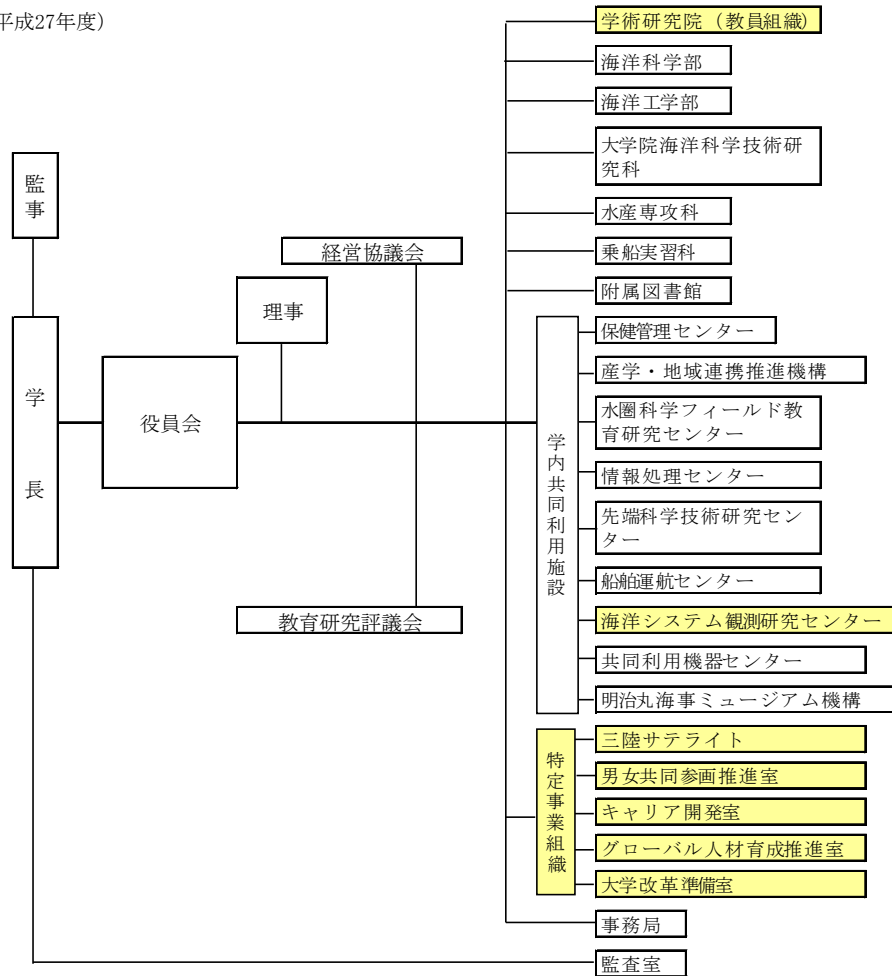 平成27年度）
学術研究院（教員組織）
海洋科学部
海洋工学部
大学院海洋科学技術研
究科
水産専攻科
乗船実習科
附属図書館
監事
経営協議会
理事
学長
役員会
教育研究評議会
学内共同利用施設
保健管理センター
産学・地域連携推進機構
水圏科学フィールド教
育研究センター
情報処理センター
先端科学技術研究セン
ター
船舶運航センター
海洋システム観測研究センター
共同利用機器センター
明治丸海事ミュージアム機構
特定事業組織
三陸サテライト
男女共同参画推進室
キャリア開発室
グローバル人材育成推進室
大学改革準備室
事務局
監査室